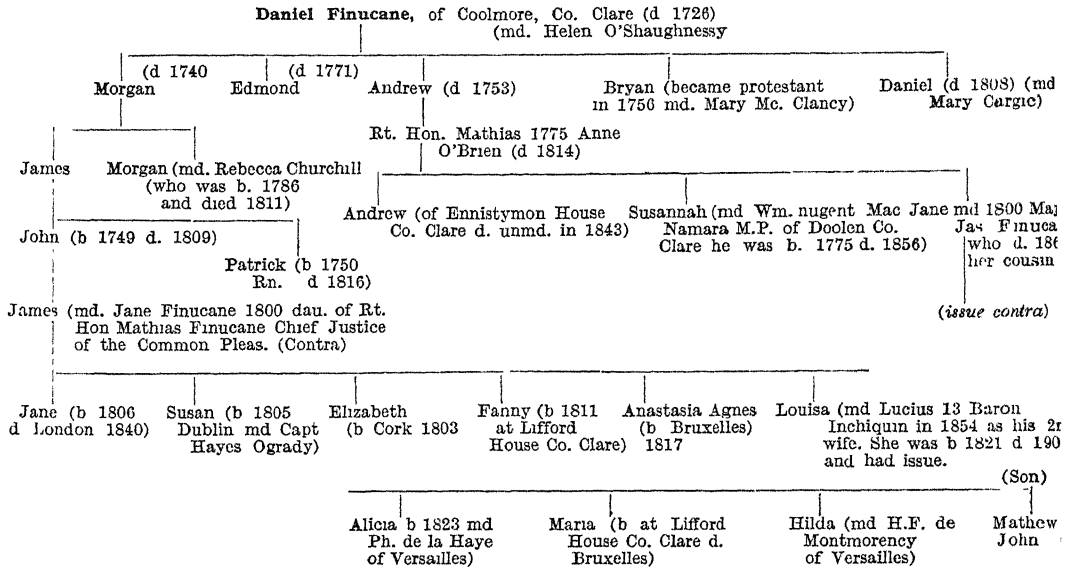 Daniel Finucane, of Coolmore, Co. Clare (d 1726)
(md. Helen O'Shaughnessy
(d 1740
Morgan
(d 1771)
Edmond
Andrew (d 1753)
Bryan (became protestant
in 1756 md. Mary Mc. Clancy)
Daniel (d 1808) (md
Mary Cargic)
Rt. Hon. Mathias 1775 Anne
O'Brien (d 1814)
James
Morgan (md. Rebecca Churchill
(who was b. 1786
and died 1811)
Andrew (of Ennistymon House
Co. Clare d. unmd. in 1843)
Susannah (md Wm. nugent Mac
Namara M.P. of Doolen Co.
Clare he was b. 1775 d. 1856)
Jane md 1800 Maj
Jas Finuca
who d. 186
her cousin
(issue contra)
John (b 1749 d. 1809)
Patrick (b 1750
Rn. d 1816)
James (md. Jane Finucane 1800 dau. of Rt.
Hon Mathias Finucane Chief Justice
of the Common Pleas. (Contra)
Jane (b 1806
d London 1840)
Susan (b 1805
Dublin md Capt
Hayes Ogrady)
Elizabeth
(b Cork 1803
Fanny (b 1811
at Lifford
House Co. Clare)
Anastasia Agnes
(b Bruxelles)
1817
Louisa (md Lucius 13 Baron
Inchiquin in 1854 as his 2n
wife. She was b 1821 d 190
and had issue.
(Son)
Alicia b 1823 md
Ph. de la Haye
of Versailles)
Maria (b at Lifford
House Co. Clare d.
Bruxelles)
Hilda (md H.F. de
Montmorency
of Versailles)
Mathew
John